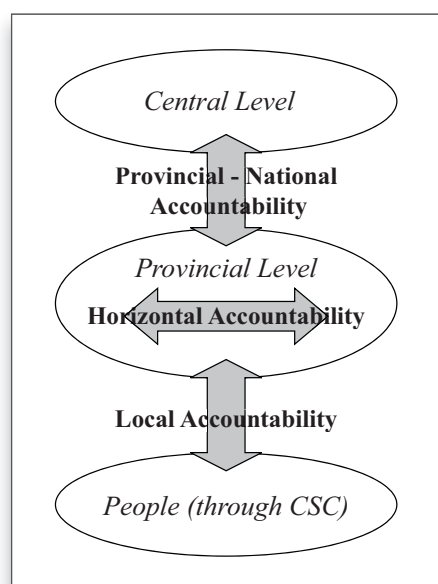 Central Level
Provincial - National
Accountability
Provincial Level
Horizontal Accountability
Local Accountability
People (through CSC)